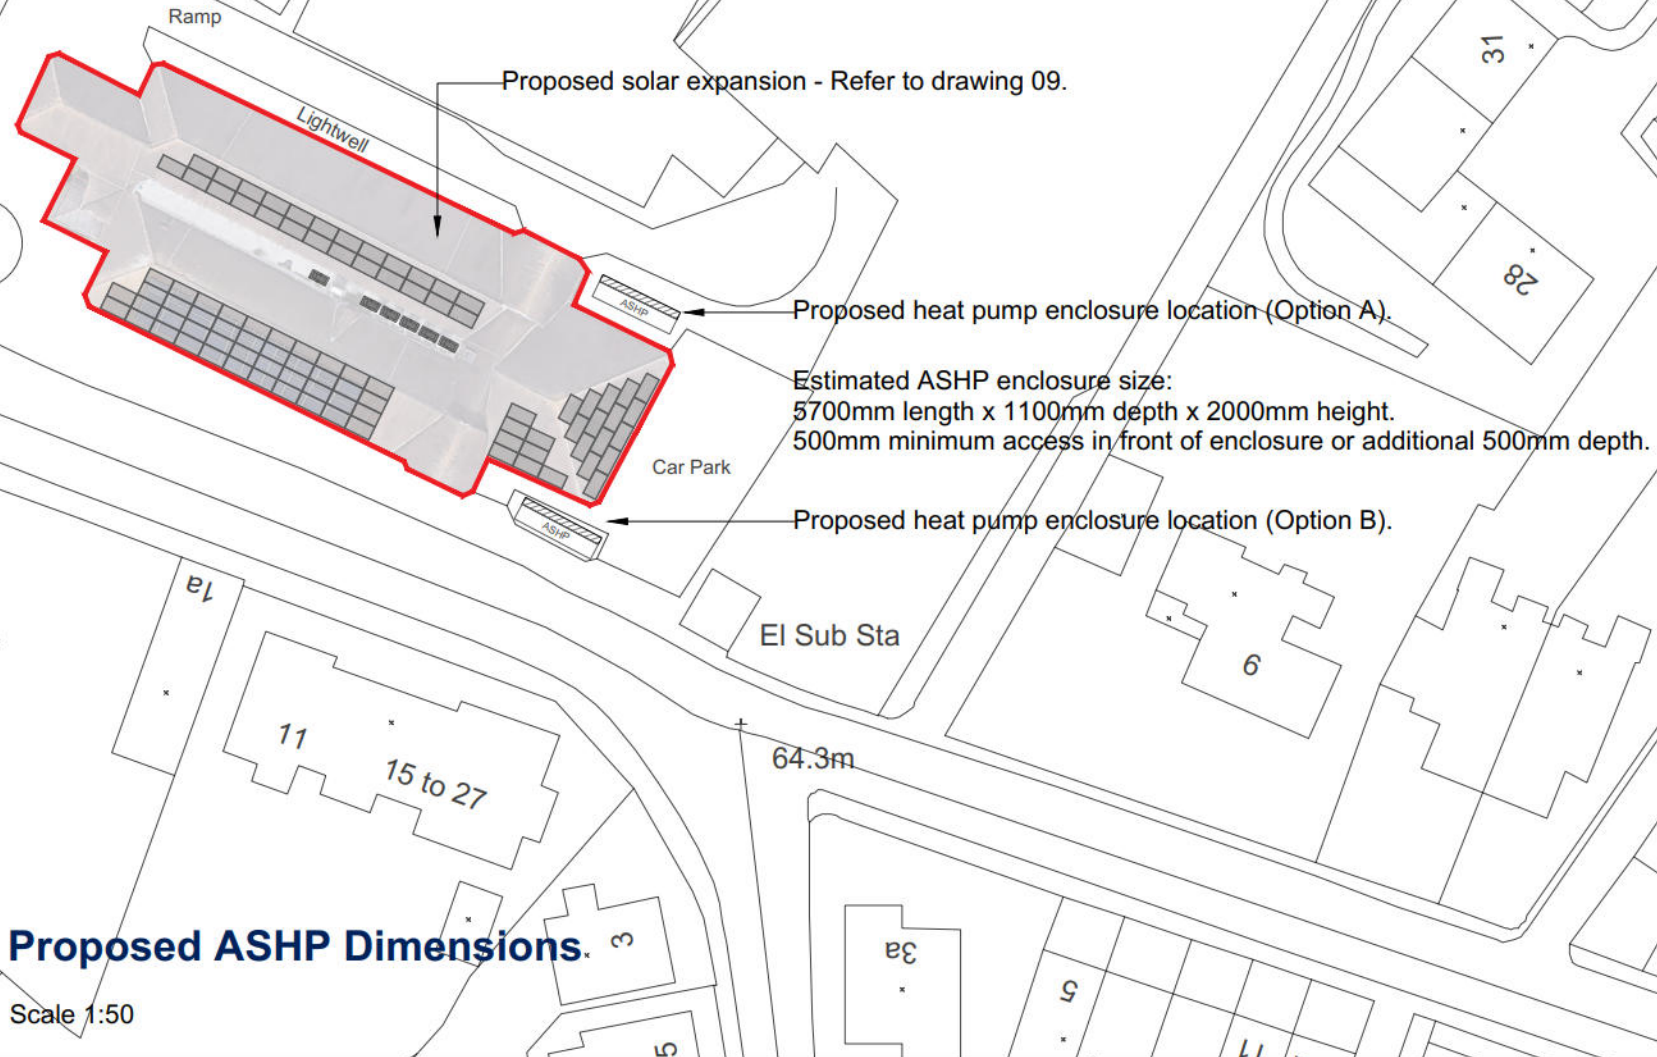 Ramp
Proposed solar expansion - Refer to drawing 09.
Lightwell
31
28
ASHP
Proposed heat pump enclosure location (Option A).
Estimated ASHP enclosure size:
5700mm length x 1100mm depth x 2000mm height.
500mm minimum access in front of enclosure or additional 500mm depth.
Car Park
Proposed heat pump enclosure location (Option B).
ASHP
1a
El Sub Sta
9
11
15 to 27
64.3m
Proposed ASHP Dimensions
3
3a
5
Scale 1:50
5
11